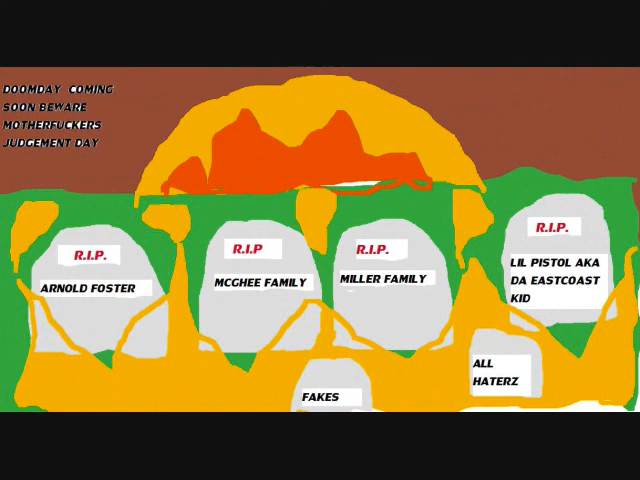 DOOMDAY COMING
SOON BEWARE
MOTHERFUCKERS
JUDGEMENT DAY
R.I.P.
ARNOLD FOSTER
R.I.P
MCGHEE FAMILY
R.I.P.
MILLER FAMILY
R.I.P.
LIL PISTOL AKA
DA EASTCOAST
KID
FAKES
ALL
HATERZ